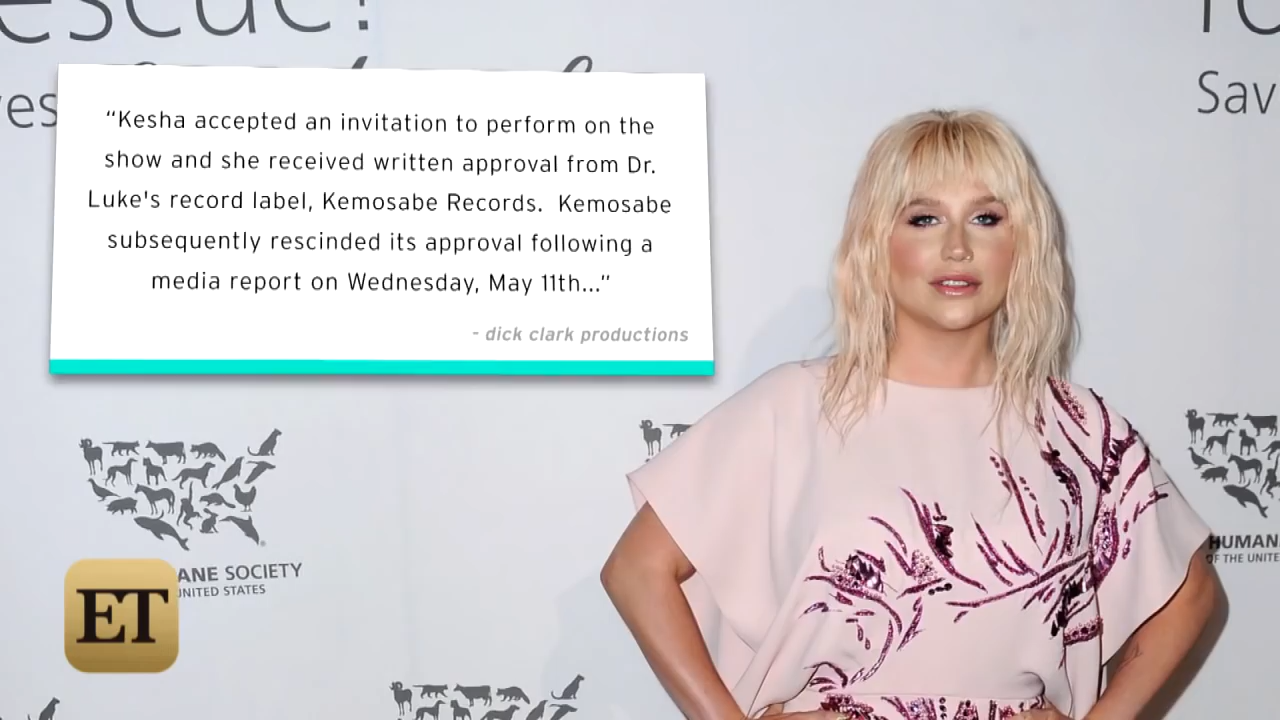 escue!
ves
“Kesha accepted an invitation to perform on the
show and she received written approval from Dr.
Luke's record label, Kemosabe Records.  Kemosabe
subsequently rescinded its approval following a
media report on Wednesday, May 11th...”
- dick clark productions
Sav
ANE SOCIETY
UNITED STATES
HUMAN
OF THE UNITE
ET